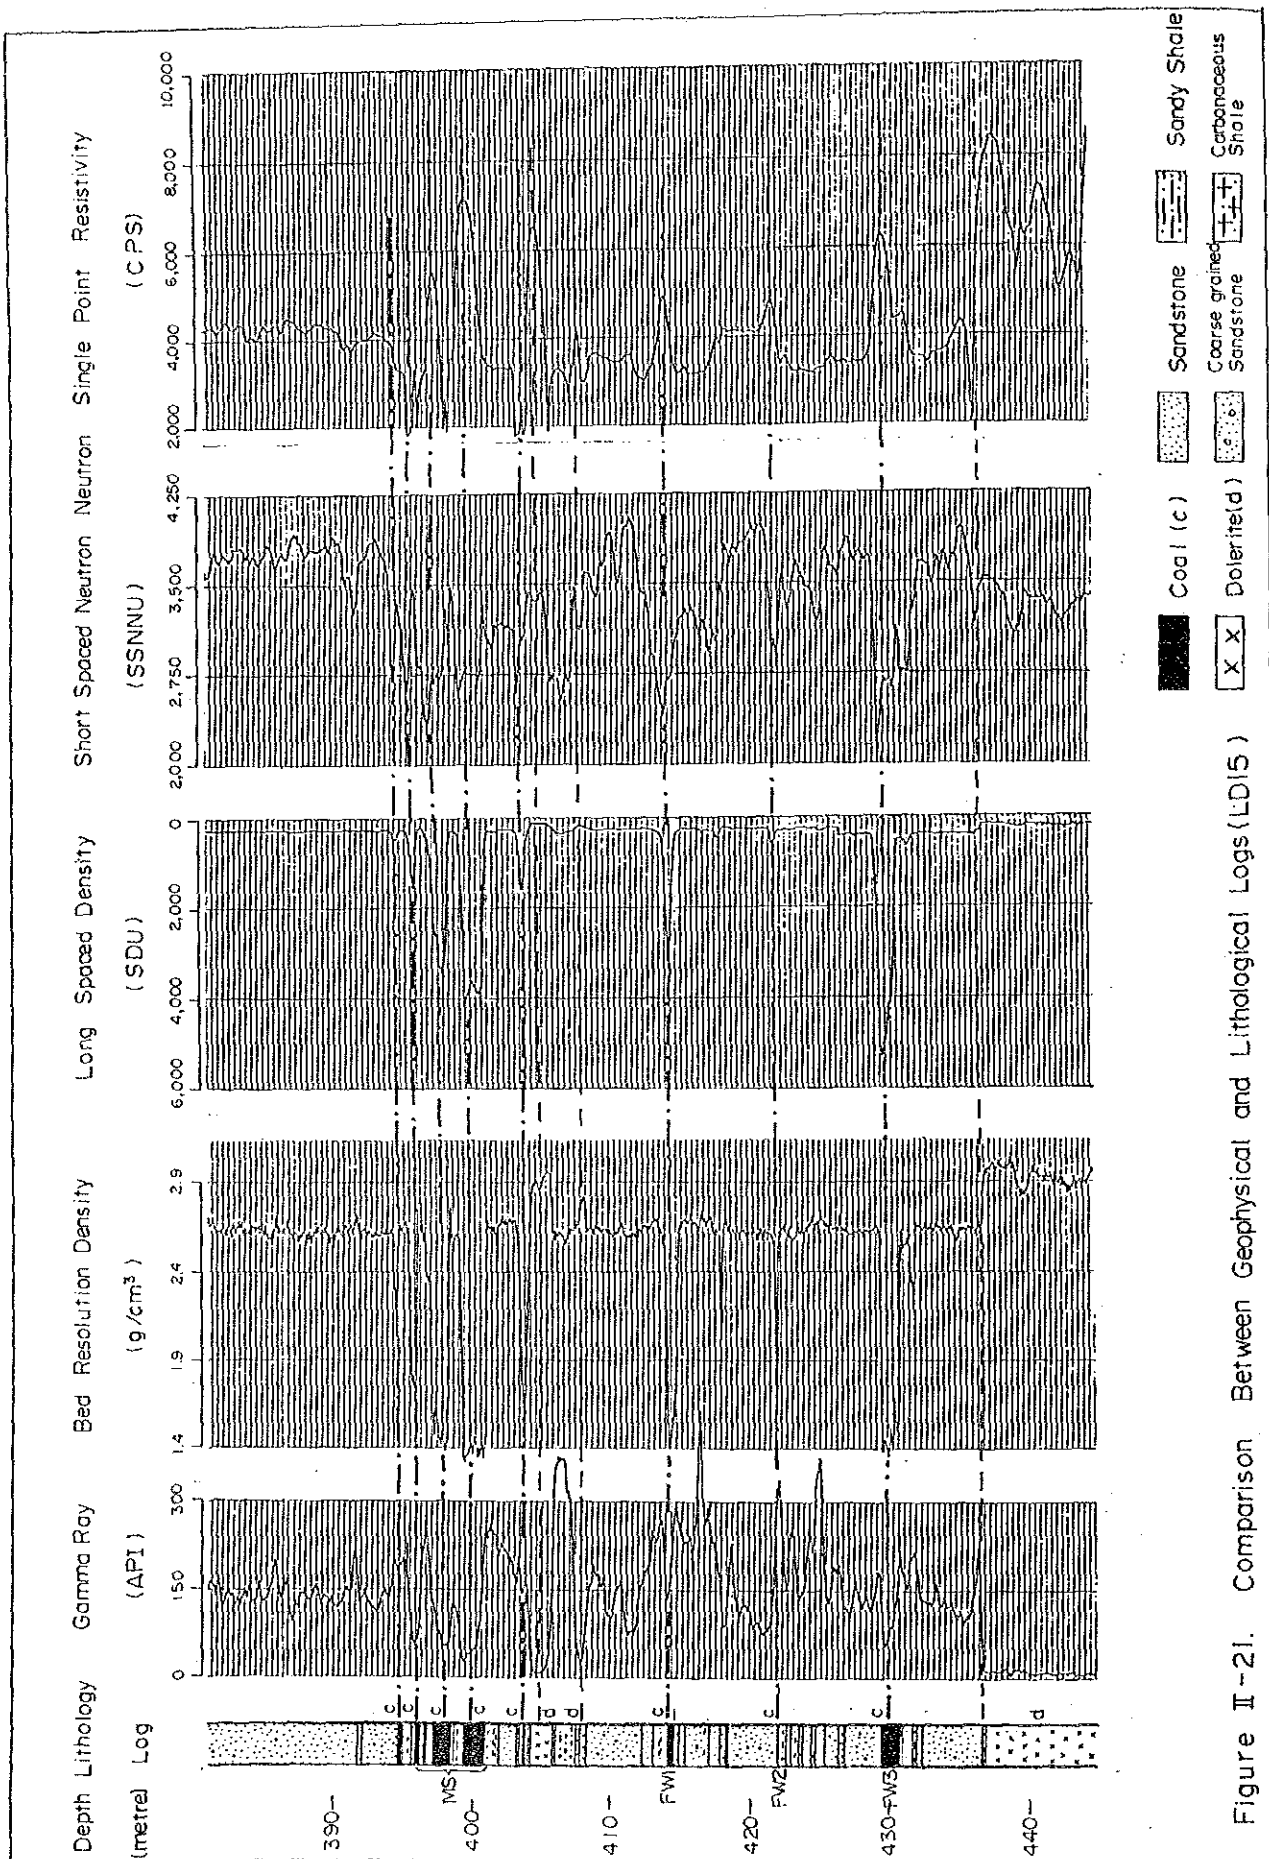 Depth Lithology Gamma Ray Bed Resolution Density Long Spaced Density Short Spaced Neutron Neutron Single Point Resistivity
(metre) Log (API) (g/cm³) (SDU) (SSNNU) (CPS)
0 150 300 1.4 1.9 2.4 2.9 6,000 4,000 2,000 0 2,000 2,750 3,500 4,250 2,000 4,000 6,000 8,000 10,000
390-
c
c
MS
c
400-
c
c
d
d
410-
FW1
c
420-
FW2
c
430-FW3
c
440-
d
Coal (c) Sandstone Sandy Shale
x x Dolerite(d) Coarse grained Sandstone Carbonaceous Shale
Figure II-21. Comparison Between Geophysical and Lithological Logs (LD15)